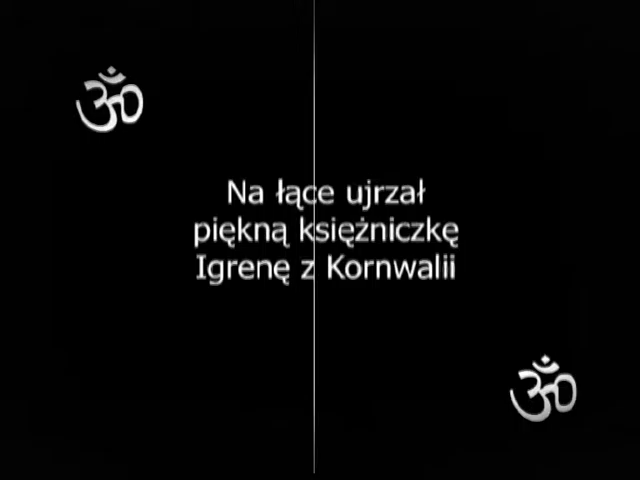 ॐ
Na łące ujrzał
piękną księżniczkę
Igrenę z Kornwalii
ॐ